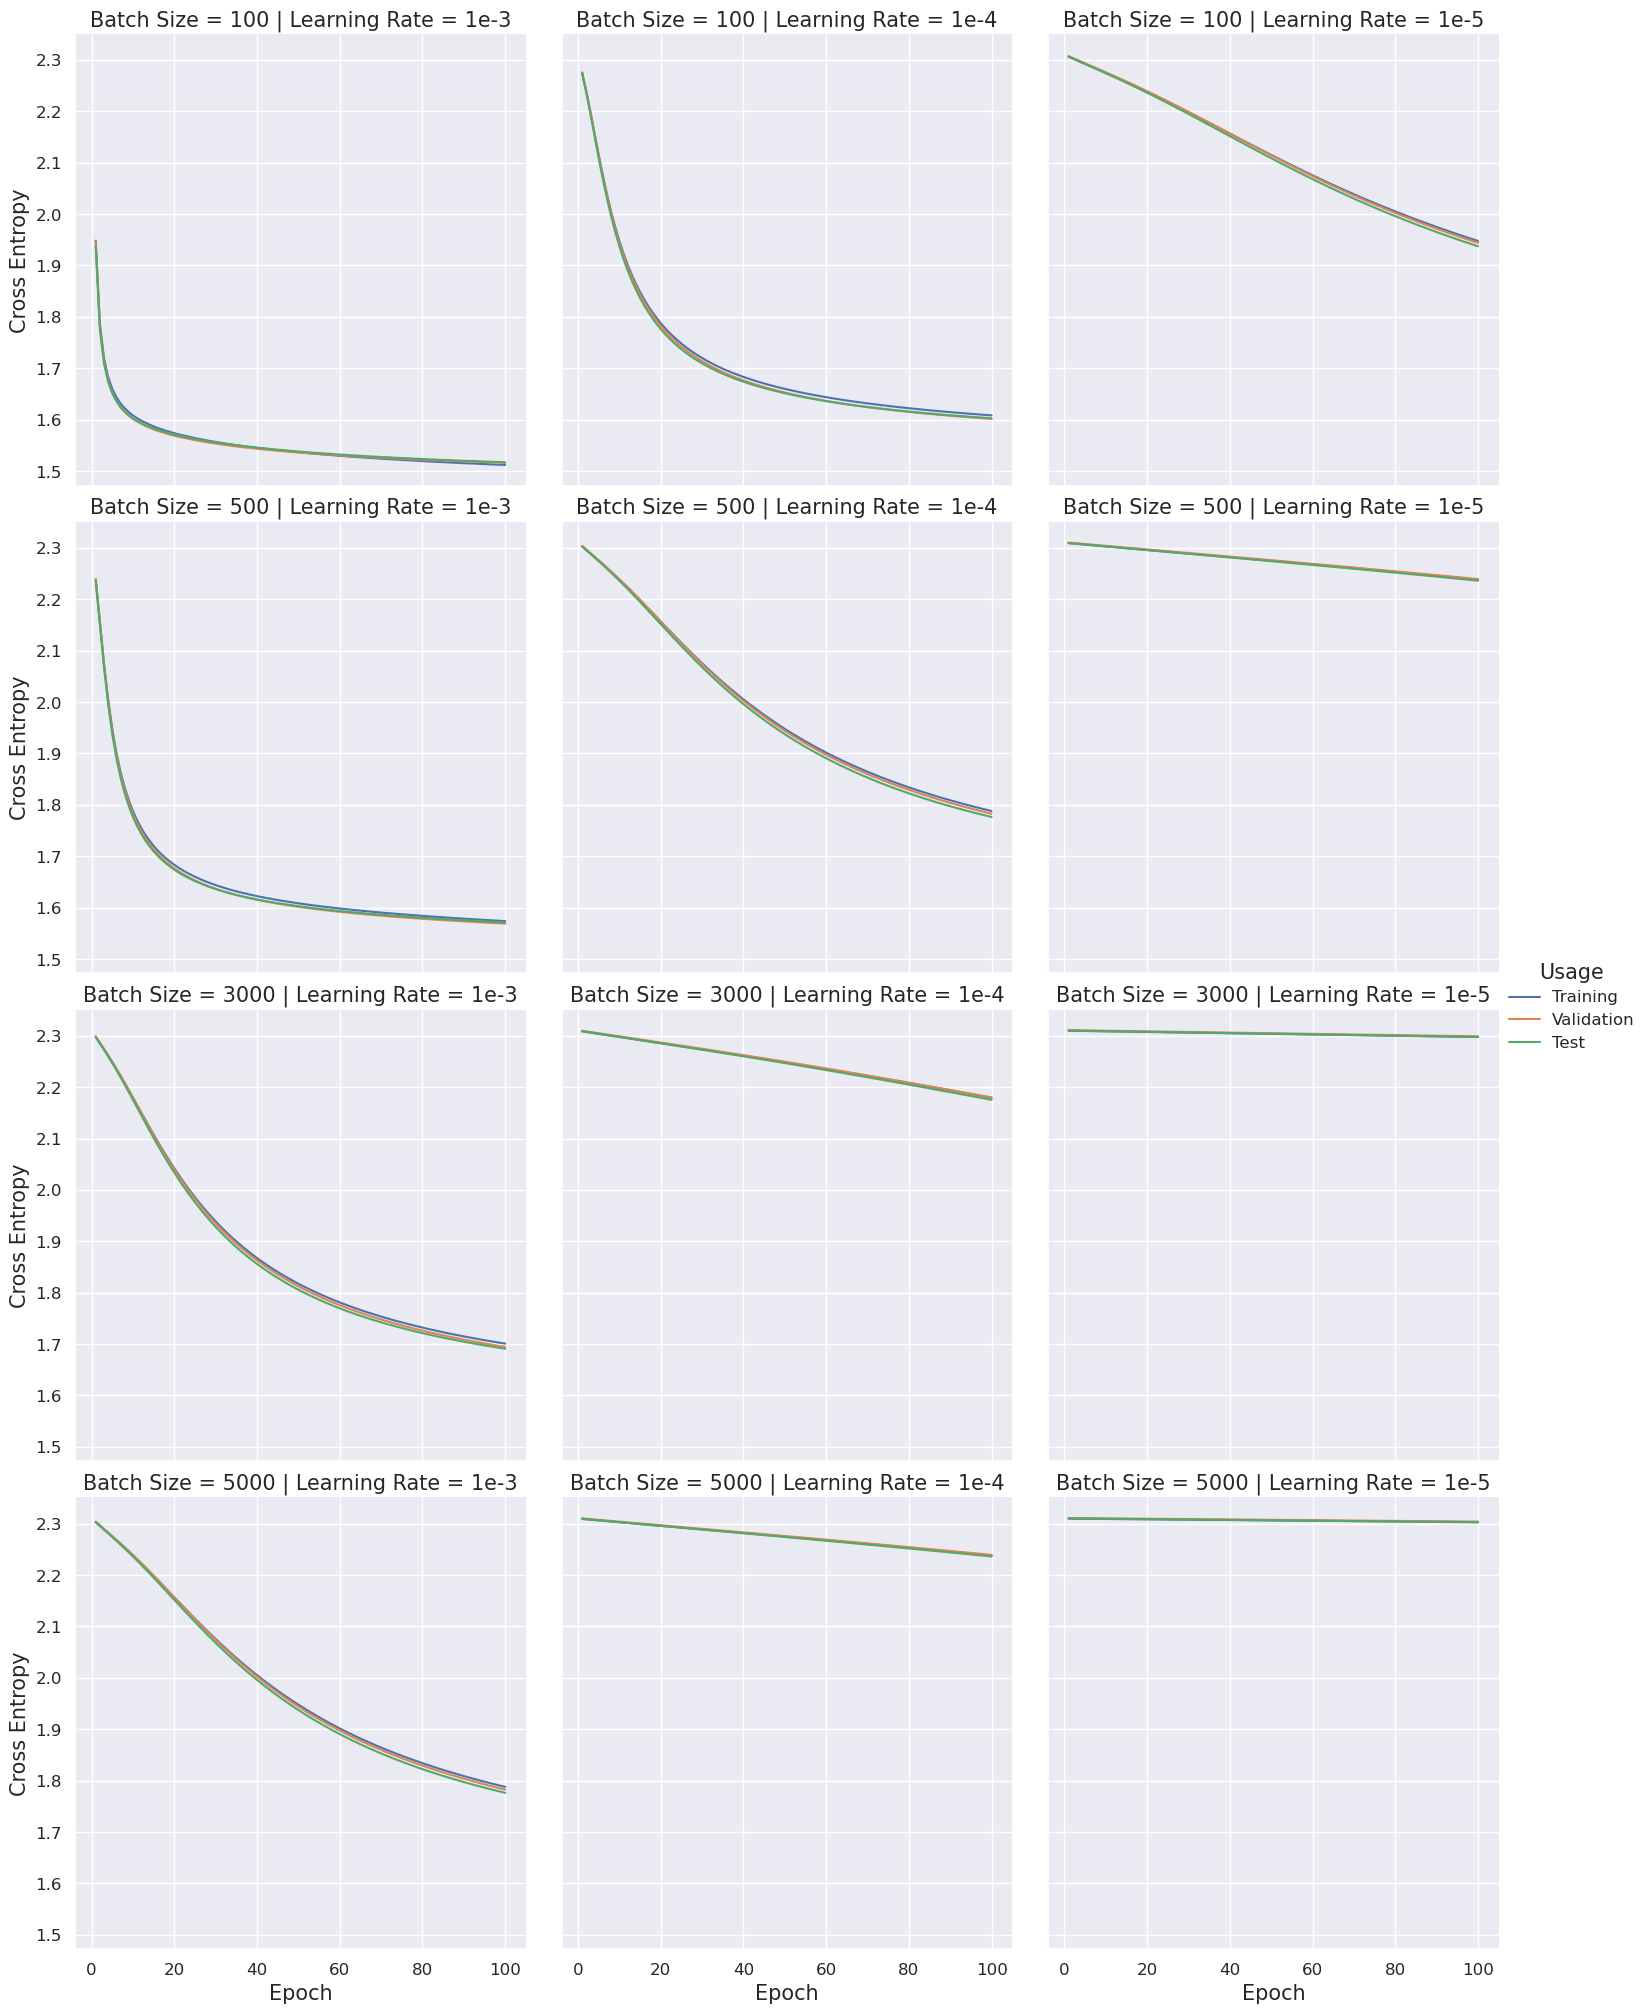 Batch Size = 100 | Learning Rate = 1e-3
Batch Size = 100 | Learning Rate = 1e-4
Batch Size = 100 | Learning Rate = 1e-5
2.3
2.2
2.1
2.0
1.9
1.8
1.7
1.6
1.5
Cross Entropy
Batch Size = 500 | Learning Rate = 1e-3
Batch Size = 500 | Learning Rate = 1e-4
Batch Size = 500 | Learning Rate = 1e-5
2.3
2.2
2.1
2.0
1.9
1.8
1.7
1.6
1.5
Cross Entropy
Usage
Training
Validation
Test
Batch Size = 3000 | Learning Rate = 1e-3
Batch Size = 3000 | Learning Rate = 1e-4
Batch Size = 3000 | Learning Rate = 1e-5
2.3
2.2
2.1
2.0
1.9
1.8
1.7
1.6
1.5
Cross Entropy
Batch Size = 5000 | Learning Rate = 1e-3
Batch Size = 5000 | Learning Rate = 1e-4
Batch Size = 5000 | Learning Rate = 1e-5
2.3
2.2
2.1
2.0
1.9
1.8
1.7
1.6
1.5
Cross Entropy
0 20 40 60 80 100
0 20 40 60 80 100
0 20 40 60 80 100
Epoch
Epoch
Epoch